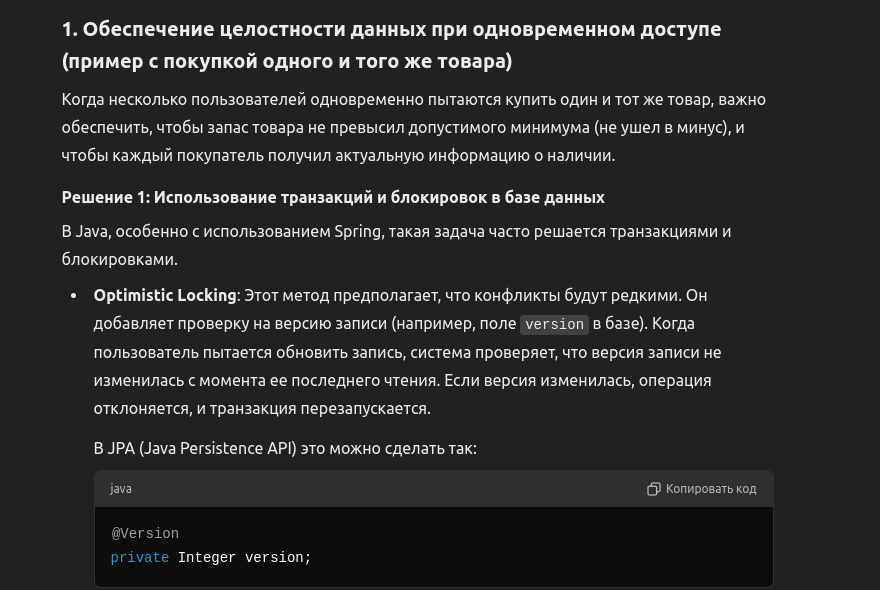 1. Обеспечение целостности данных при одновременном доступе
(пример с покупкой одного и того же товара)
Когда несколько пользователей одновременно пытаются купить один и тот же товар, важно
обеспечить, чтобы запас товара не превысил допустимого минимума (не ушел в минус), и
чтобы каждый покупатель получил актуальную информацию о наличии.
Решение 1: Использование транзакций и блокировок в базе данных
В Java, особенно с использованием Spring, такая задача часто решается транзакциями и
блокировками.
• Optimistic Locking: Этот метод предполагает, что конфликты будут редкими. Он
добавляет проверку на версию записи (например, поле version в базе). Когда
пользователь пытается обновить запись, система проверяет, что версия записи не
изменилась с момента ее последнего чтения. Если версия изменилась, операция
отклоняется, и транзакция перезапускается.
В JPA (Java Persistence API) это можно сделать так:
java Копировать код
@Version
private Integer version;